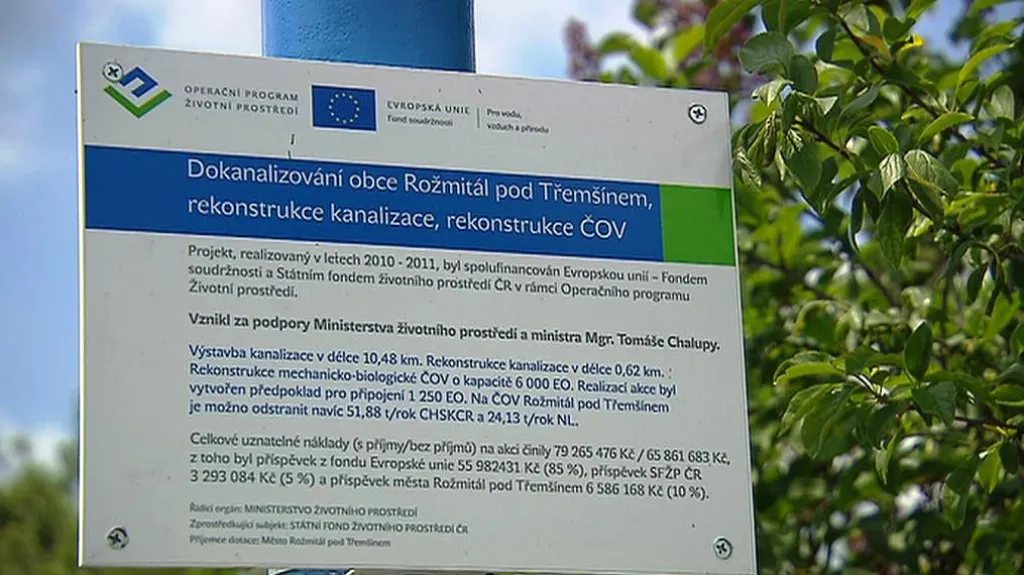 OPERAČNÍ PROGRAM
ŽIVOTNÍ PROSTŘEDÍ
EVROPSKÁ UNIE
Fond soudržnosti
Pro vodu,
vzduch a přírodu
Dokanalizování obce Rožmitál pod Třemšínem,
rekonstrukce kanalizace, rekonstrukce ČOV
Projekt, realizovaný v letech 2010 - 2011, byl spolufinancován Evropskou unií – Fondem
soudržnosti a Státním fondem životního prostředí ČR v rámci Operačního programu
Životní prostředí.
Vznikl za podpory Ministerstva životního prostředí a ministra Mgr. Tomáše Chalupy.
Výstavba kanalizace v délce 10,48 km. Rekonstrukce kanalizace v délce 0,62 km.
Rekonstrukce mechanicko-biologické ČOV o kapacitě 6 000 EO. Realizací akce byl
vytvořen předpoklad pro připojení 1 250 EO. Na ČOV Rožmitál pod Třemšínem
je možno odstranit navíc 51,88 t/rok CHSKCR a 24,13 t/rok NL.
Celkové uznatelné náklady (s příjmy/bez příjmů) na akci činily 79 265 476 Kč / 65 861 683 Kč,
z toho byl příspěvek z fondu Evropské unie 55 982431 Kč (85 %), příspěvek SFŽP ČR
3 293 084 Kč (5 %) a příspěvek města Rožmitál pod Třemšínem 6 586 168 Kč (10 %).
Řídící orgán: MINISTERSTVO ŽIVOTNÍHO PROSTŘEDÍ
Zprostředkující subjekt: STÁTNÍ FOND ŽIVOTNÍHO PROSTŘEDÍ ČR
Příjemce dotace: Město Rožmitál pod Třemšínem